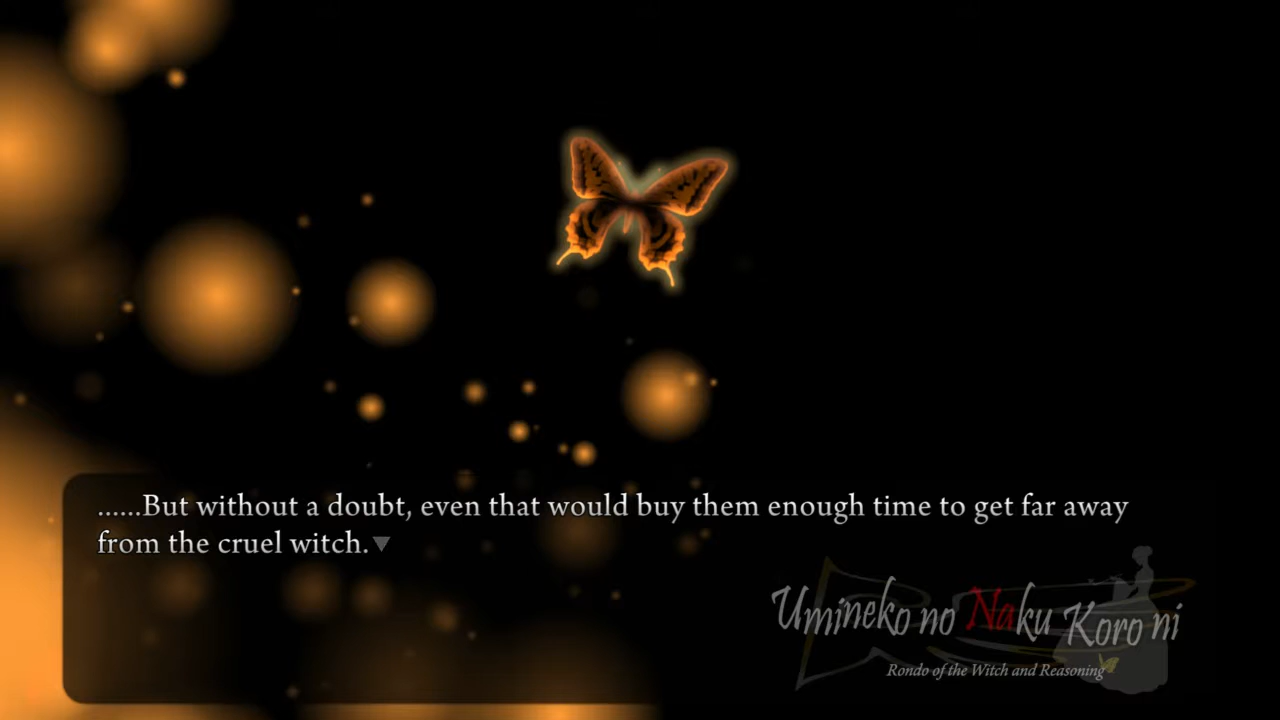 ......But without a doubt, even that would buy them enough time to get far away
from the cruel witch.
Umineko no Naku Koro ni
Rondo of the Witch and Reasoning